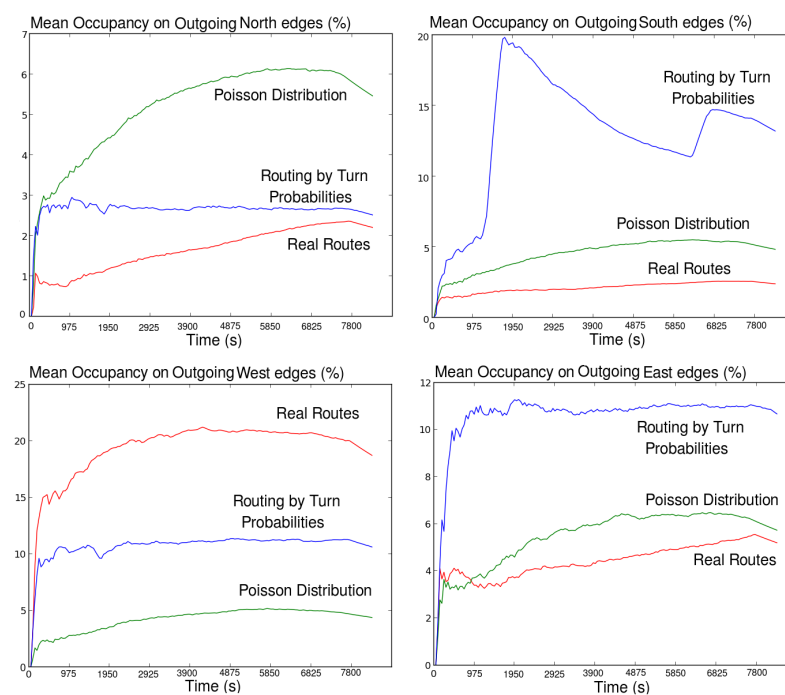 Mean Occupancy on Outgoing North edges (%)
7
6
5
4
3
2
1
0
Poisson Distribution
Routing by Turn
Probabilities
Real Routes
0 975 1950 2925 3900 4875 5850 6825 7800
Time (s)
Mean Occupancy on Outgoing South edges (%)
20
15
10
5
0
Routing by Turn
Probabilities
Poisson Distribution
Real Routes
0 975 1950 2925 3900 4875 5850 6825 7800
Time (s)
Mean Occupancy on Outgoing West edges (%)
25
20
15
10
5
0
Real Routes
Routing by Turn
Probabilities
Poisson Distribution
0 975 1950 2925 3900 4875 5850 6825 7800
Time (s)
Mean Occupancy on Outgoing East edges (%)
12
10
8
6
4
2
0
Routing by Turn
Probabilities
Poisson Distribution
Real Routes
0 975 1950 2925 3900 4875 5850 6825 7800
Time (s)